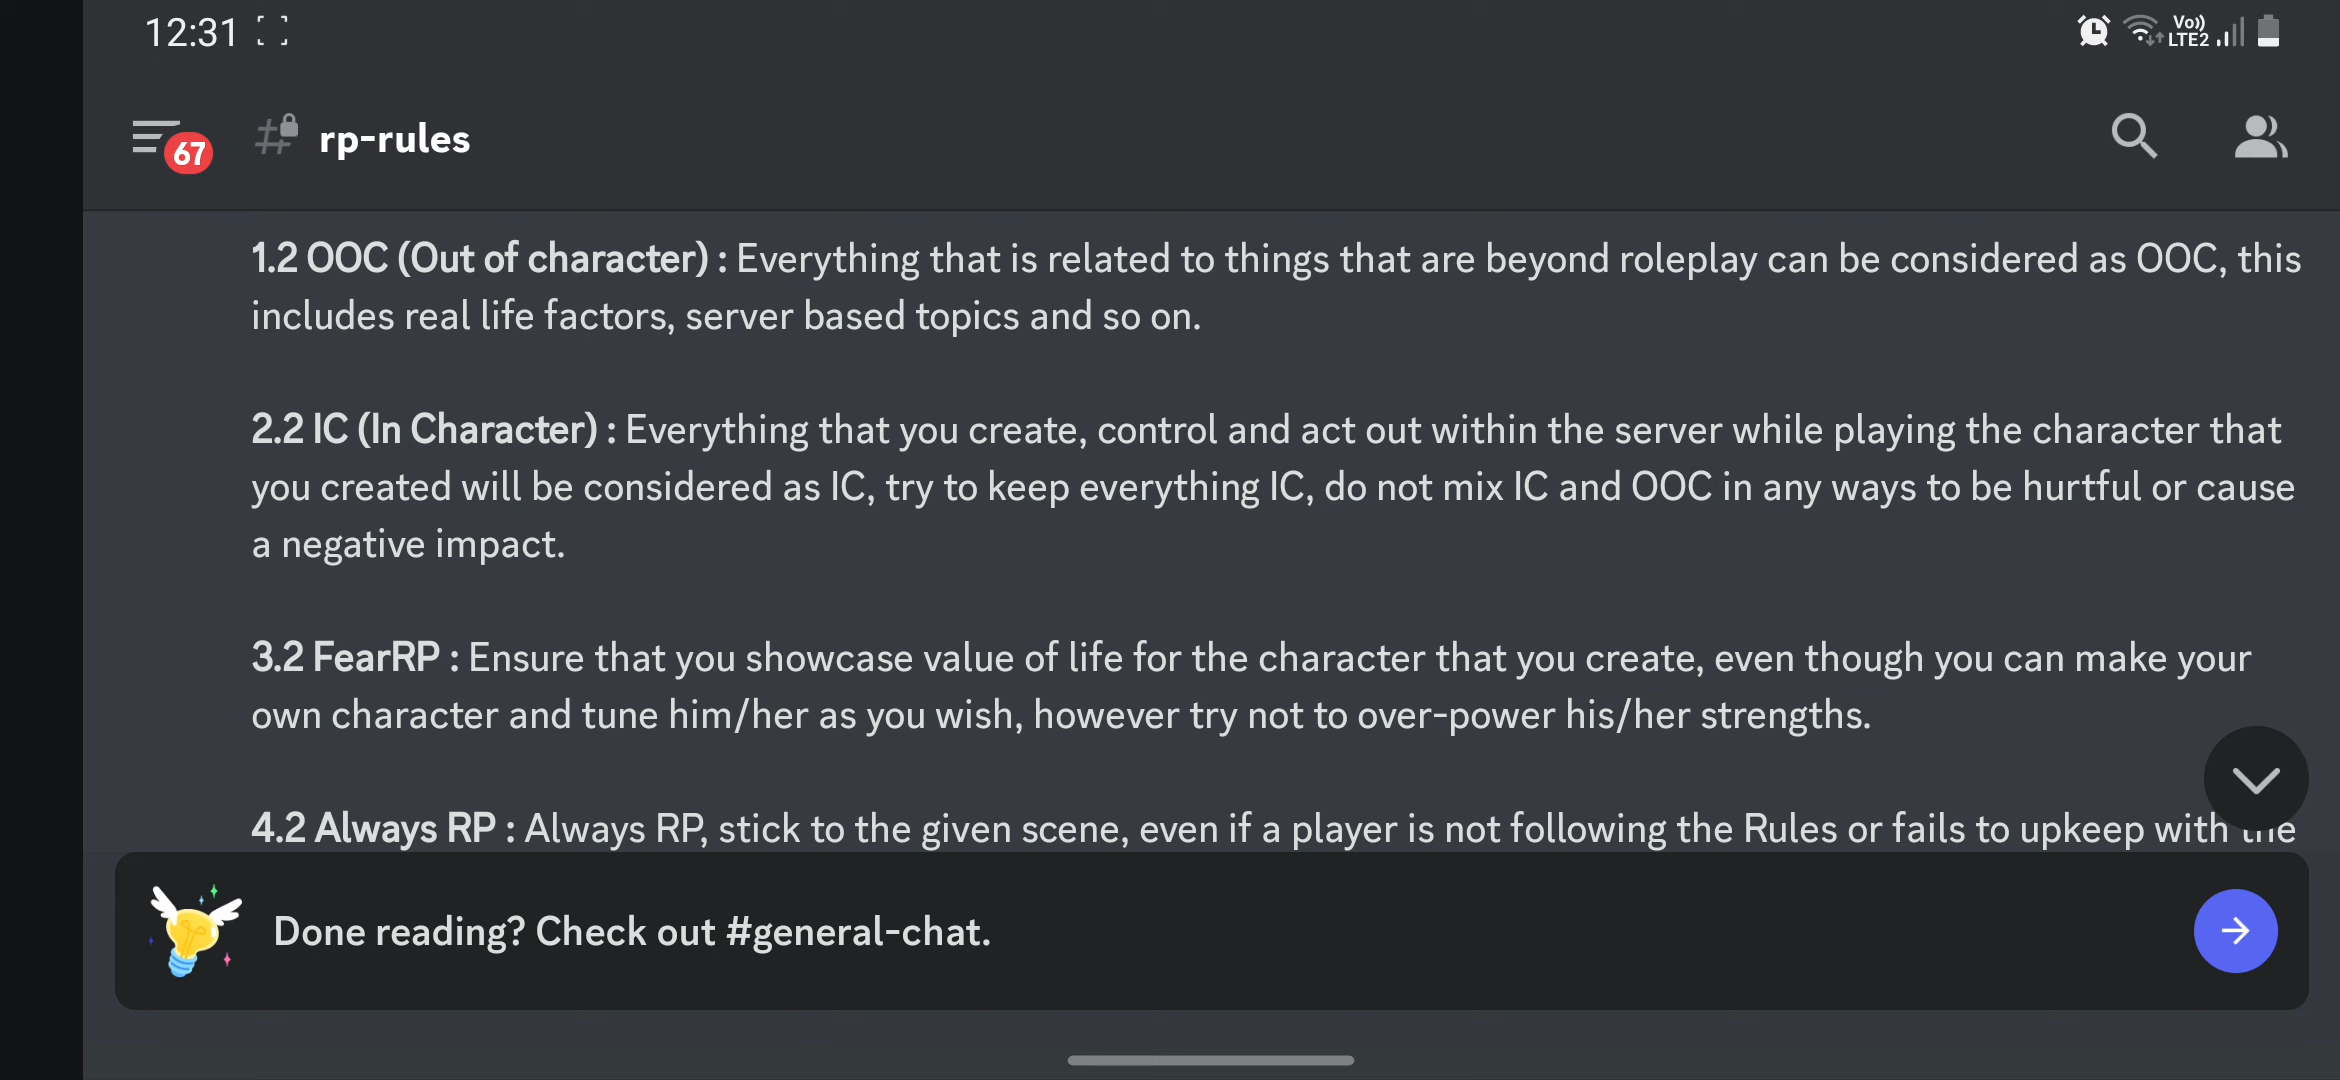 12:31
Vo))
LTE2
67
rp-rules
1.2 OOC (Out of character) : Everything that is related to things that are beyond roleplay can be considered as OOC, this
includes real life factors, server based topics and so on.
2.2 IC (In Character) : Everything that you create, control and act out within the server while playing the character that
you created will be considered as IC, try to keep everything IC, do not mix IC and OOC in any ways to be hurtful or cause
a negative impact.
3.2 FearRP : Ensure that you showcase value of life for the character that you create, even though you can make your
own character and tune him/her as you wish, however try not to over-power his/her strengths.
4.2 Always RP : Always RP, stick to the given scene, even if a player is not following the Rules or fails to upkeep with the
Done reading? Check out #general-chat.